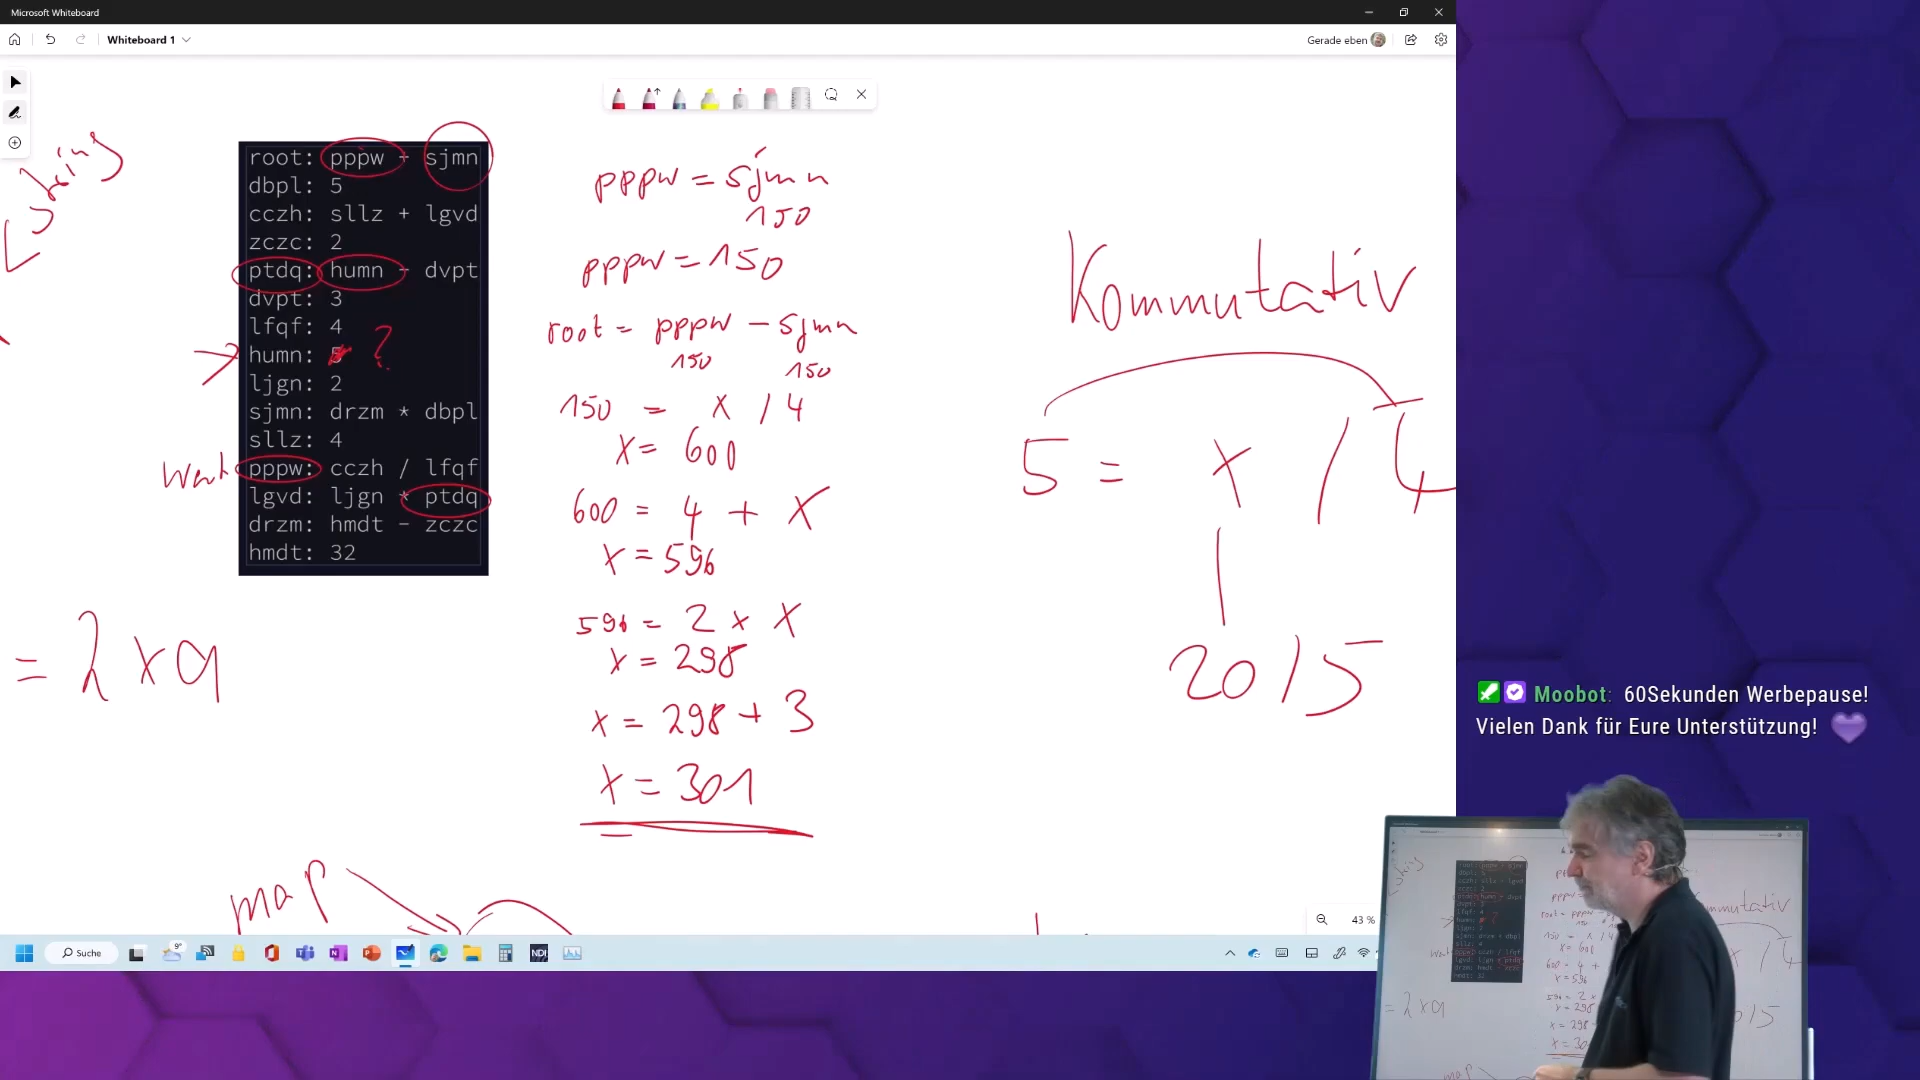 Microsoft Whiteboard
Whiteboard 1
Gerade eben
root: pppw + sjmn
dbpl: 5
cczh: sllz + lgvd
zczc: 2
ptdq: humn - dvpt
dvpt: 3
lfqf: 4
humn: ?
ljgn: 2
sjmn: drzm * dbpl
sllz: 4
pppw: cczh / lfqf
lgvd: ljgn * ptdq
drzm: hmdt - zczc
hmdt: 32
Wert
= 2 x a
map
pppw = sjmn
150
pppw = 150
root = pppw - sjmn
150 150
150 = x / 4
x = 600
600 = 4 + x
x = 596
596 = 2 x x
x = 298
x = 298 + 3
x = 301
Kommutativ
5 = x / 4
20 / 5
43 %
Suche
9°
NDI
Moobot: 60Sekunden Werbepause!
Vielen Dank für Eure Unterstützung!